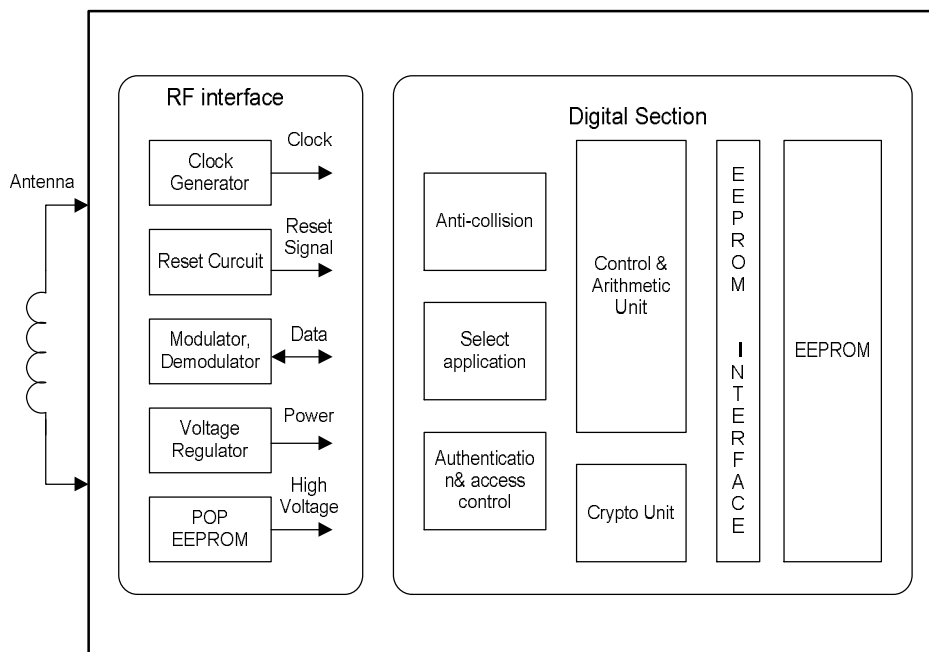 Antenna
RF interface
Clock
Generator
Clock
Reset Curcuit
Reset
Signal
Modulator,
Demodulator
Data
Voltage
Regulator
Power
POP
EEPROM
High
Voltage
Digital Section
Anti-collision
Select
application
Authenticatio
n& access
control
Control &
Arithmetic
Unit
Crypto Unit
EEPROM INTERFACE
EEPROM